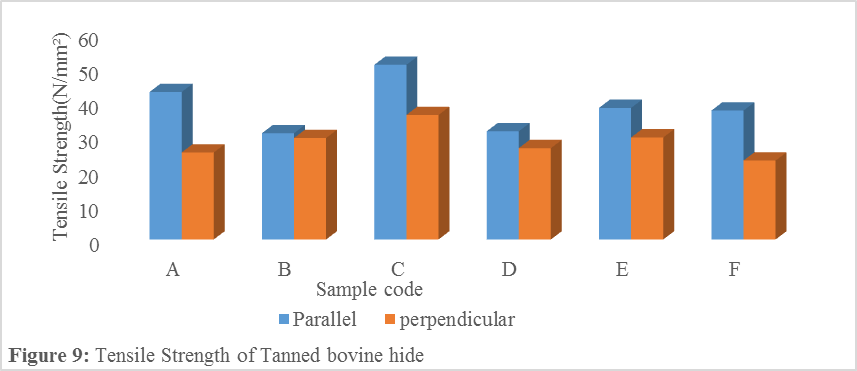 60
50
40
30
20
10
0
Tensile Strength(N/mm²)
A B C D E F
Sample code
Parallel perpendicular
Figure 9: Tensile Strength of Tanned bovine hide